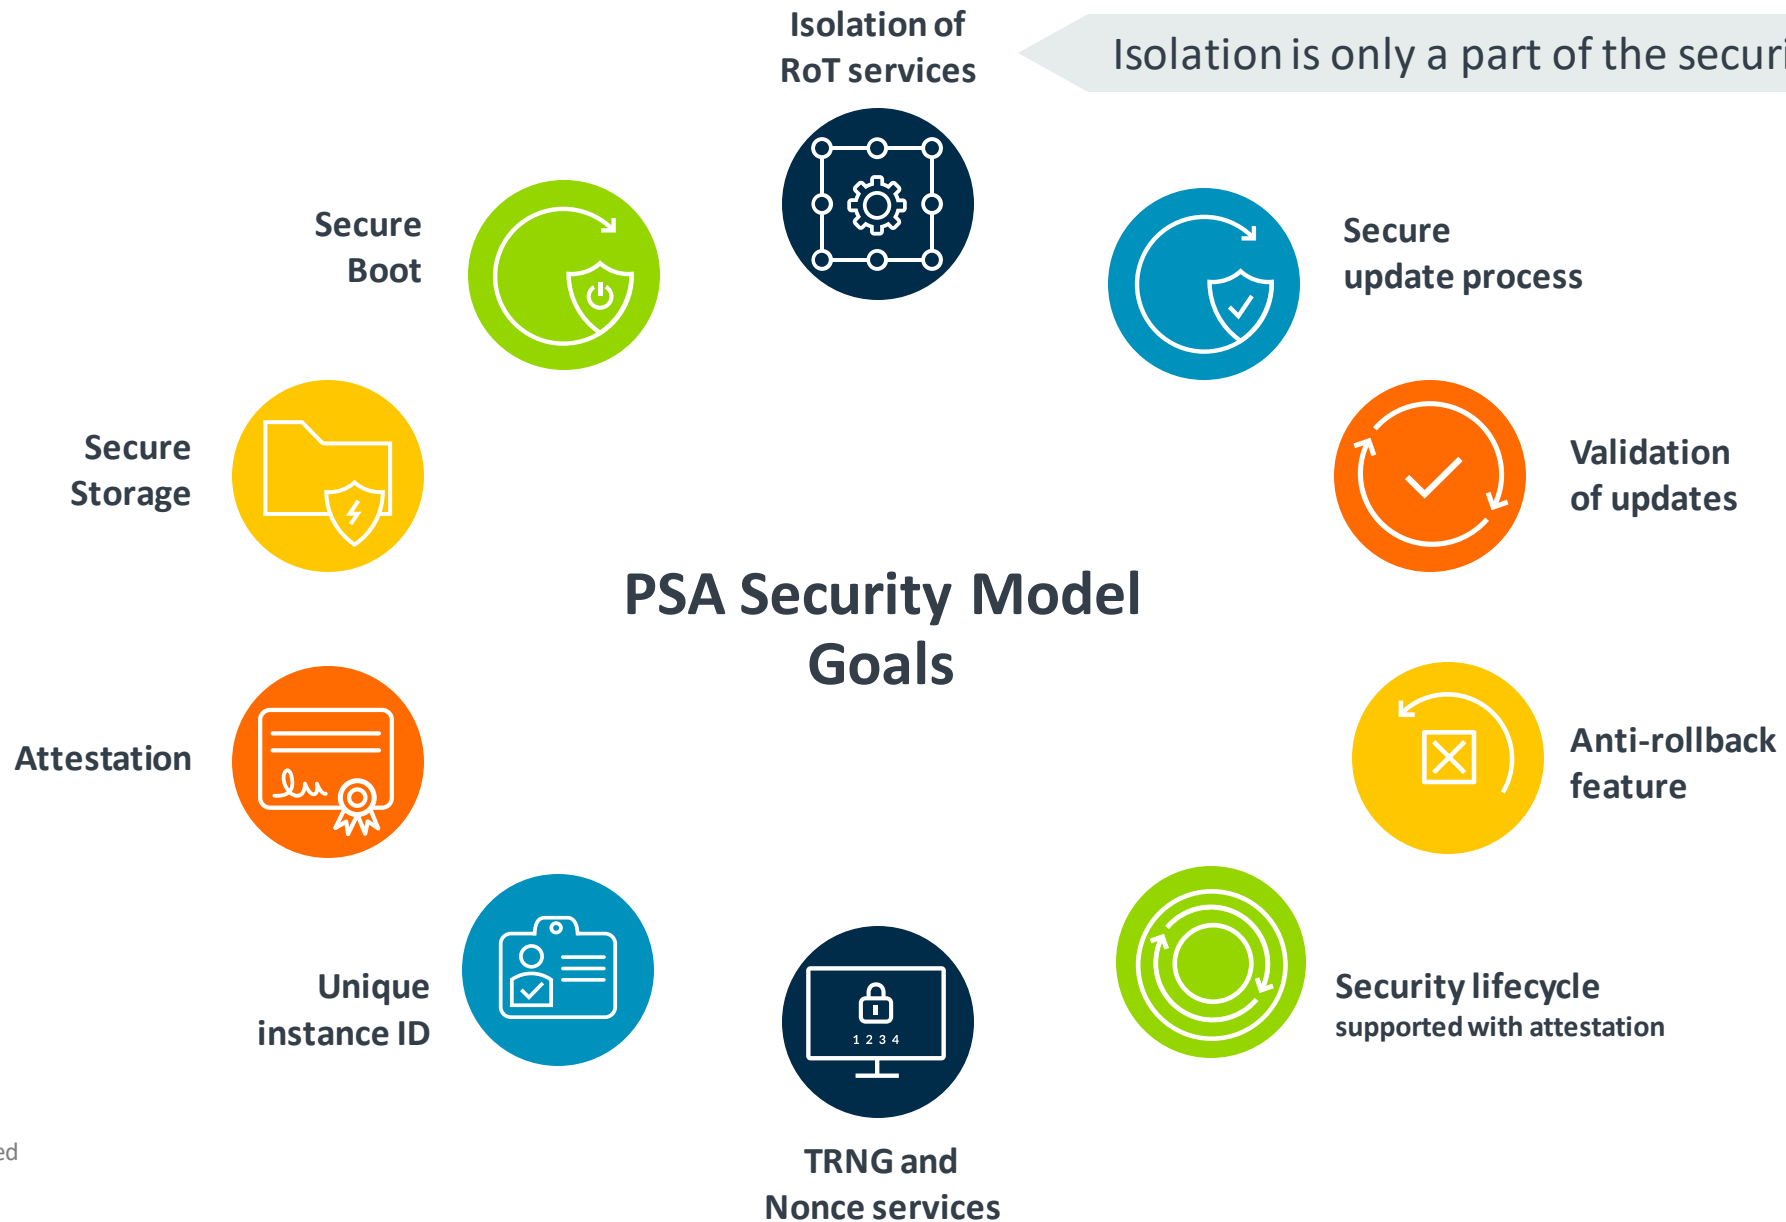 Isolation of
RoT services
Isolation is only a part of the
Secure
Boot
Secure
update process
Secure
Storage
Validation
of updates
PSA Security Model
Goals
Attestation
Anti-rollback
feature
Unique
instance ID
1 2 3 4
Security lifecycle
supported with attestation
TRNG and
Nonce services